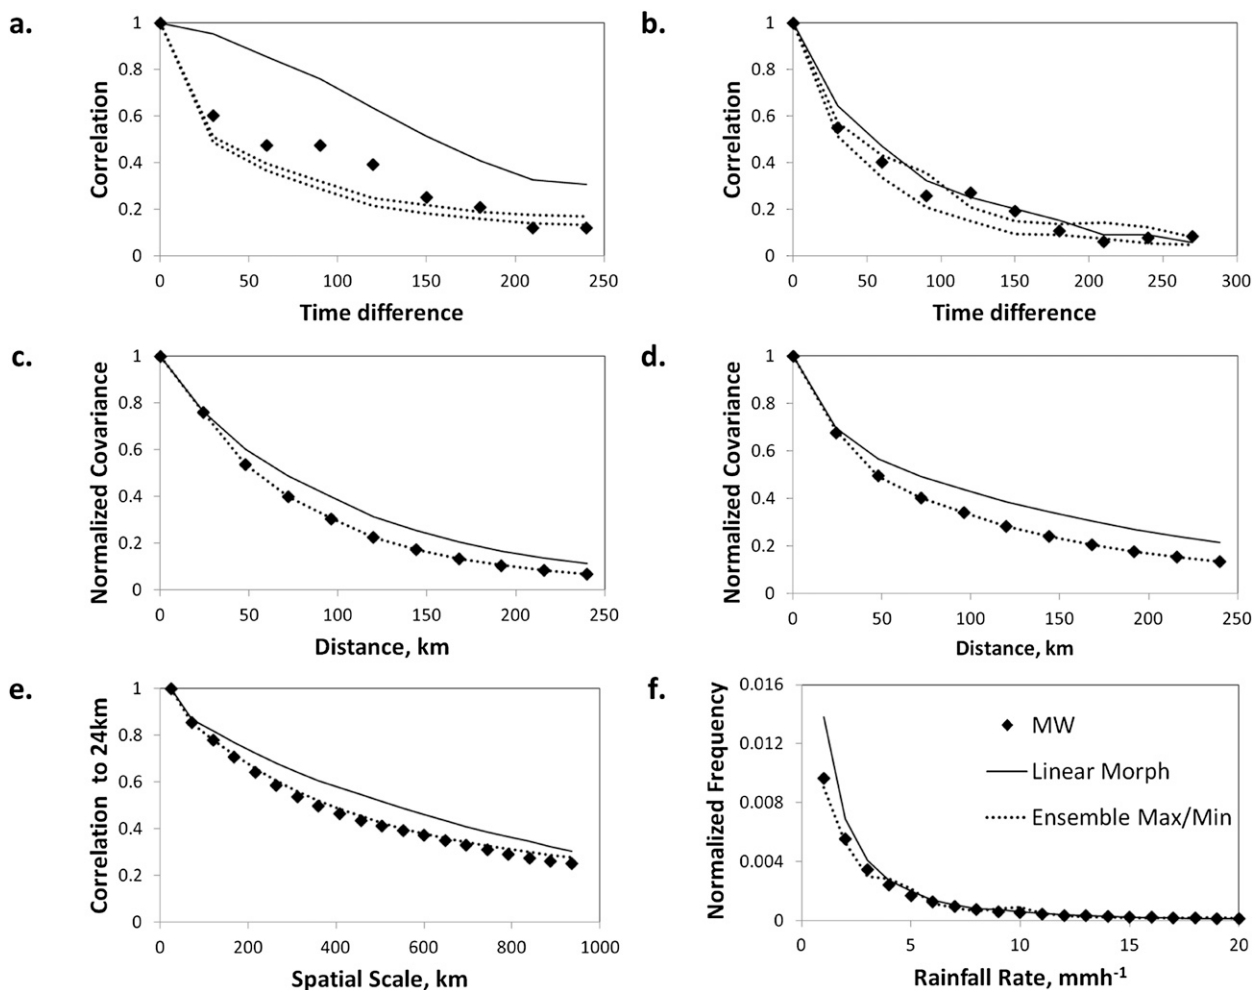 a.
1
0.8
0.6
0.4
0.2
0
Correlation
0 50 100 150 200 250
Time difference
b.
1
0.8
0.6
0.4
0.2
0
Correlation
0 50 100 150 200 250 300
Time difference
c.
1
0.8
0.6
0.4
0.2
0
Normalized Covariance
0 50 100 150 200 250
Distance, km
d.
1
0.8
0.6
0.4
0.2
0
Normalized Covariance
0 50 100 150 200 250
Distance, km
e.
1
0.8
0.6
0.4
0.2
0
Correlation to 24km
0 200 400 600 800 1000
Spatial Scale, km
f.
0.016
0.012
0.008
0.004
0
Normalized Frequency
MW
Linear Morph
Ensemble Max/Min
0 5 10 15 20
Rainfall Rate, mmh⁻¹